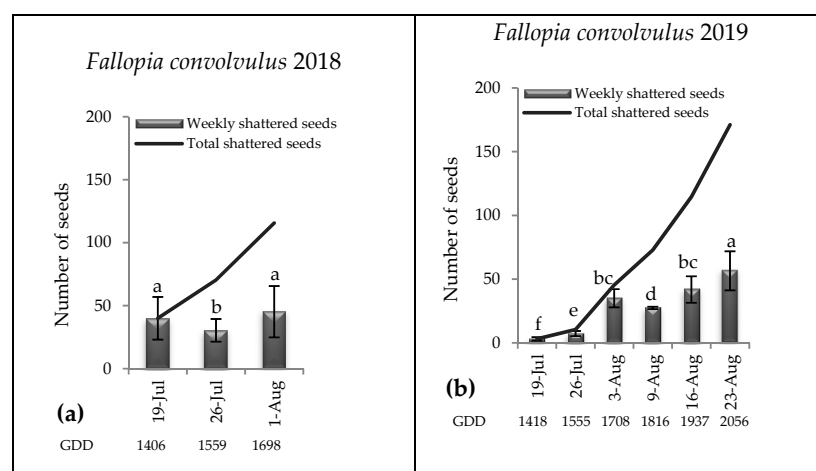 Fallopia convolvulus 2018
Weekly shattered seeds
Total shattered seeds
Number of seeds
200
150
100
50
0
a
b
a
19-Jul
26-Jul
1-Aug
(a)
GDD 1406 1559 1698
Fallopia convolvulus 2019
Weekly shattered seeds
Total shattered seeds
Number of seeds
200
150
100
50
0
f
e
bc
d
bc
a
19-Jul
26-Jul
3-Aug
9-Aug
16-Aug
23-Aug
(b)
GDD 1418 1555 1708 1816 1937 2056